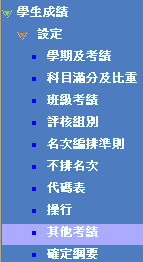 學生成績
設定
學期及考績
科目滿分及比重
班級考績
評核組別
名次編排準則
不排名次
代碼表
操行
其他考績
確定綱要